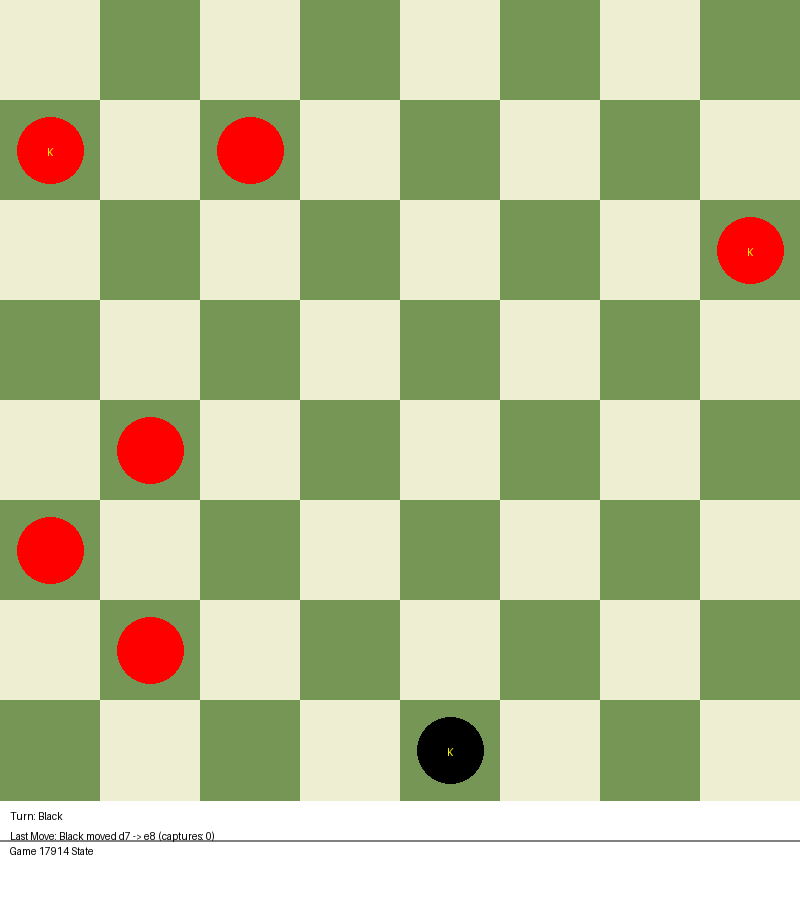 K
K
K
Turn: Black
Last Move: Black moved d7 -> e8 (captures: 0)
Game 17914 State